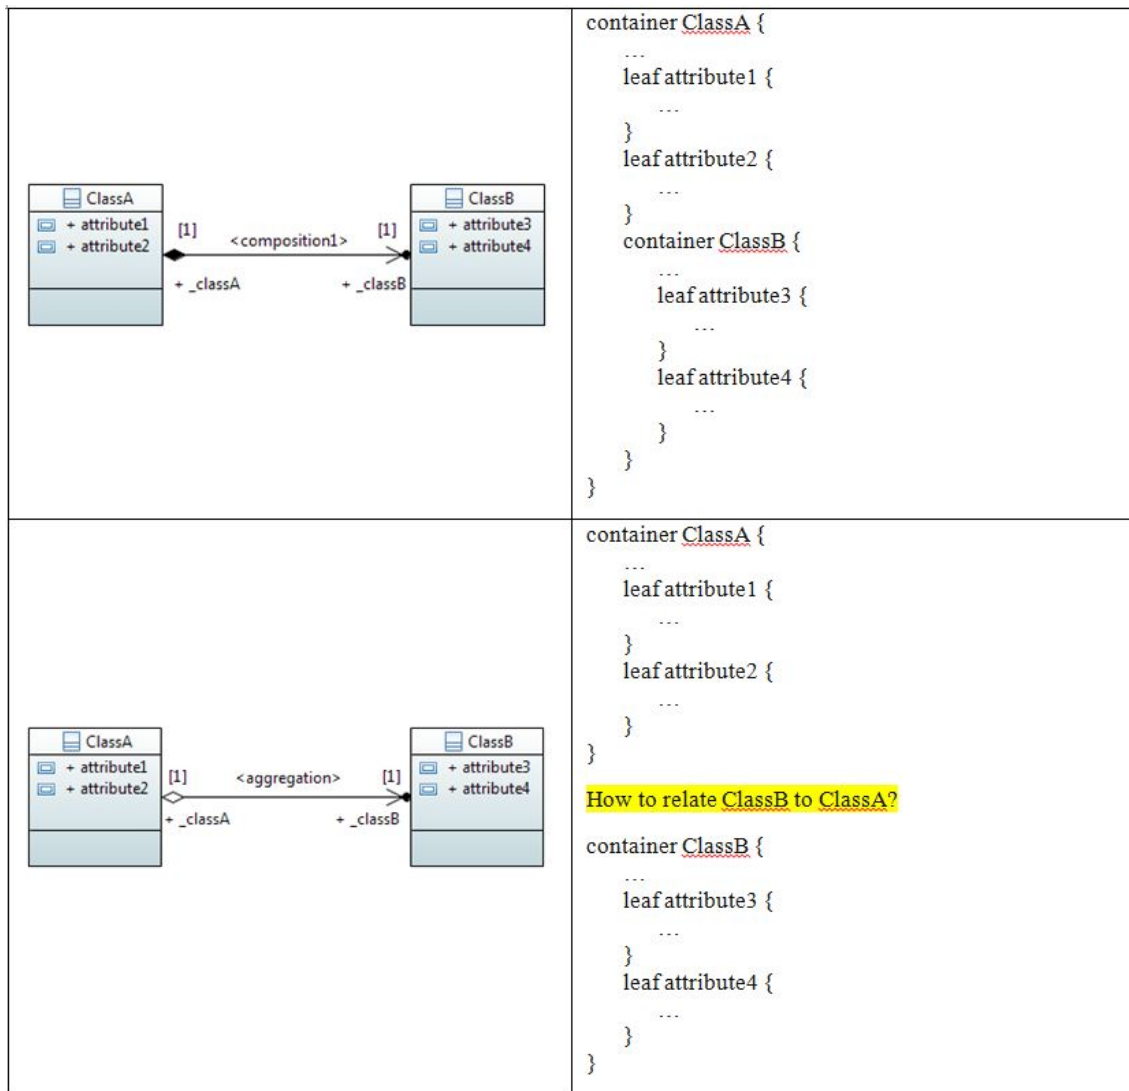 ClassA
+ attribute1
+ attribute2
[1]
<composition1>
[1]
+ _classA
+ _classB
ClassB
+ attribute3
+ attribute4
container ClassA {
...
leaf attribute1 {
...
}
leaf attribute2 {
...
}
container ClassB {
...
leaf attribute3 {
...
}
leaf attribute4 {
...
}
}
}
ClassA
+ attribute1
+ attribute2
[1]
<aggregation>
[1]
+ _classA
+ _classB
ClassB
+ attribute3
+ attribute4
container ClassA {
...
leaf attribute1 {
...
}
leaf attribute2 {
...
}
}
How to relate ClassB to ClassA?
container ClassB {
...
leaf attribute3 {
...
}
leaf attribute4 {
...
}
}